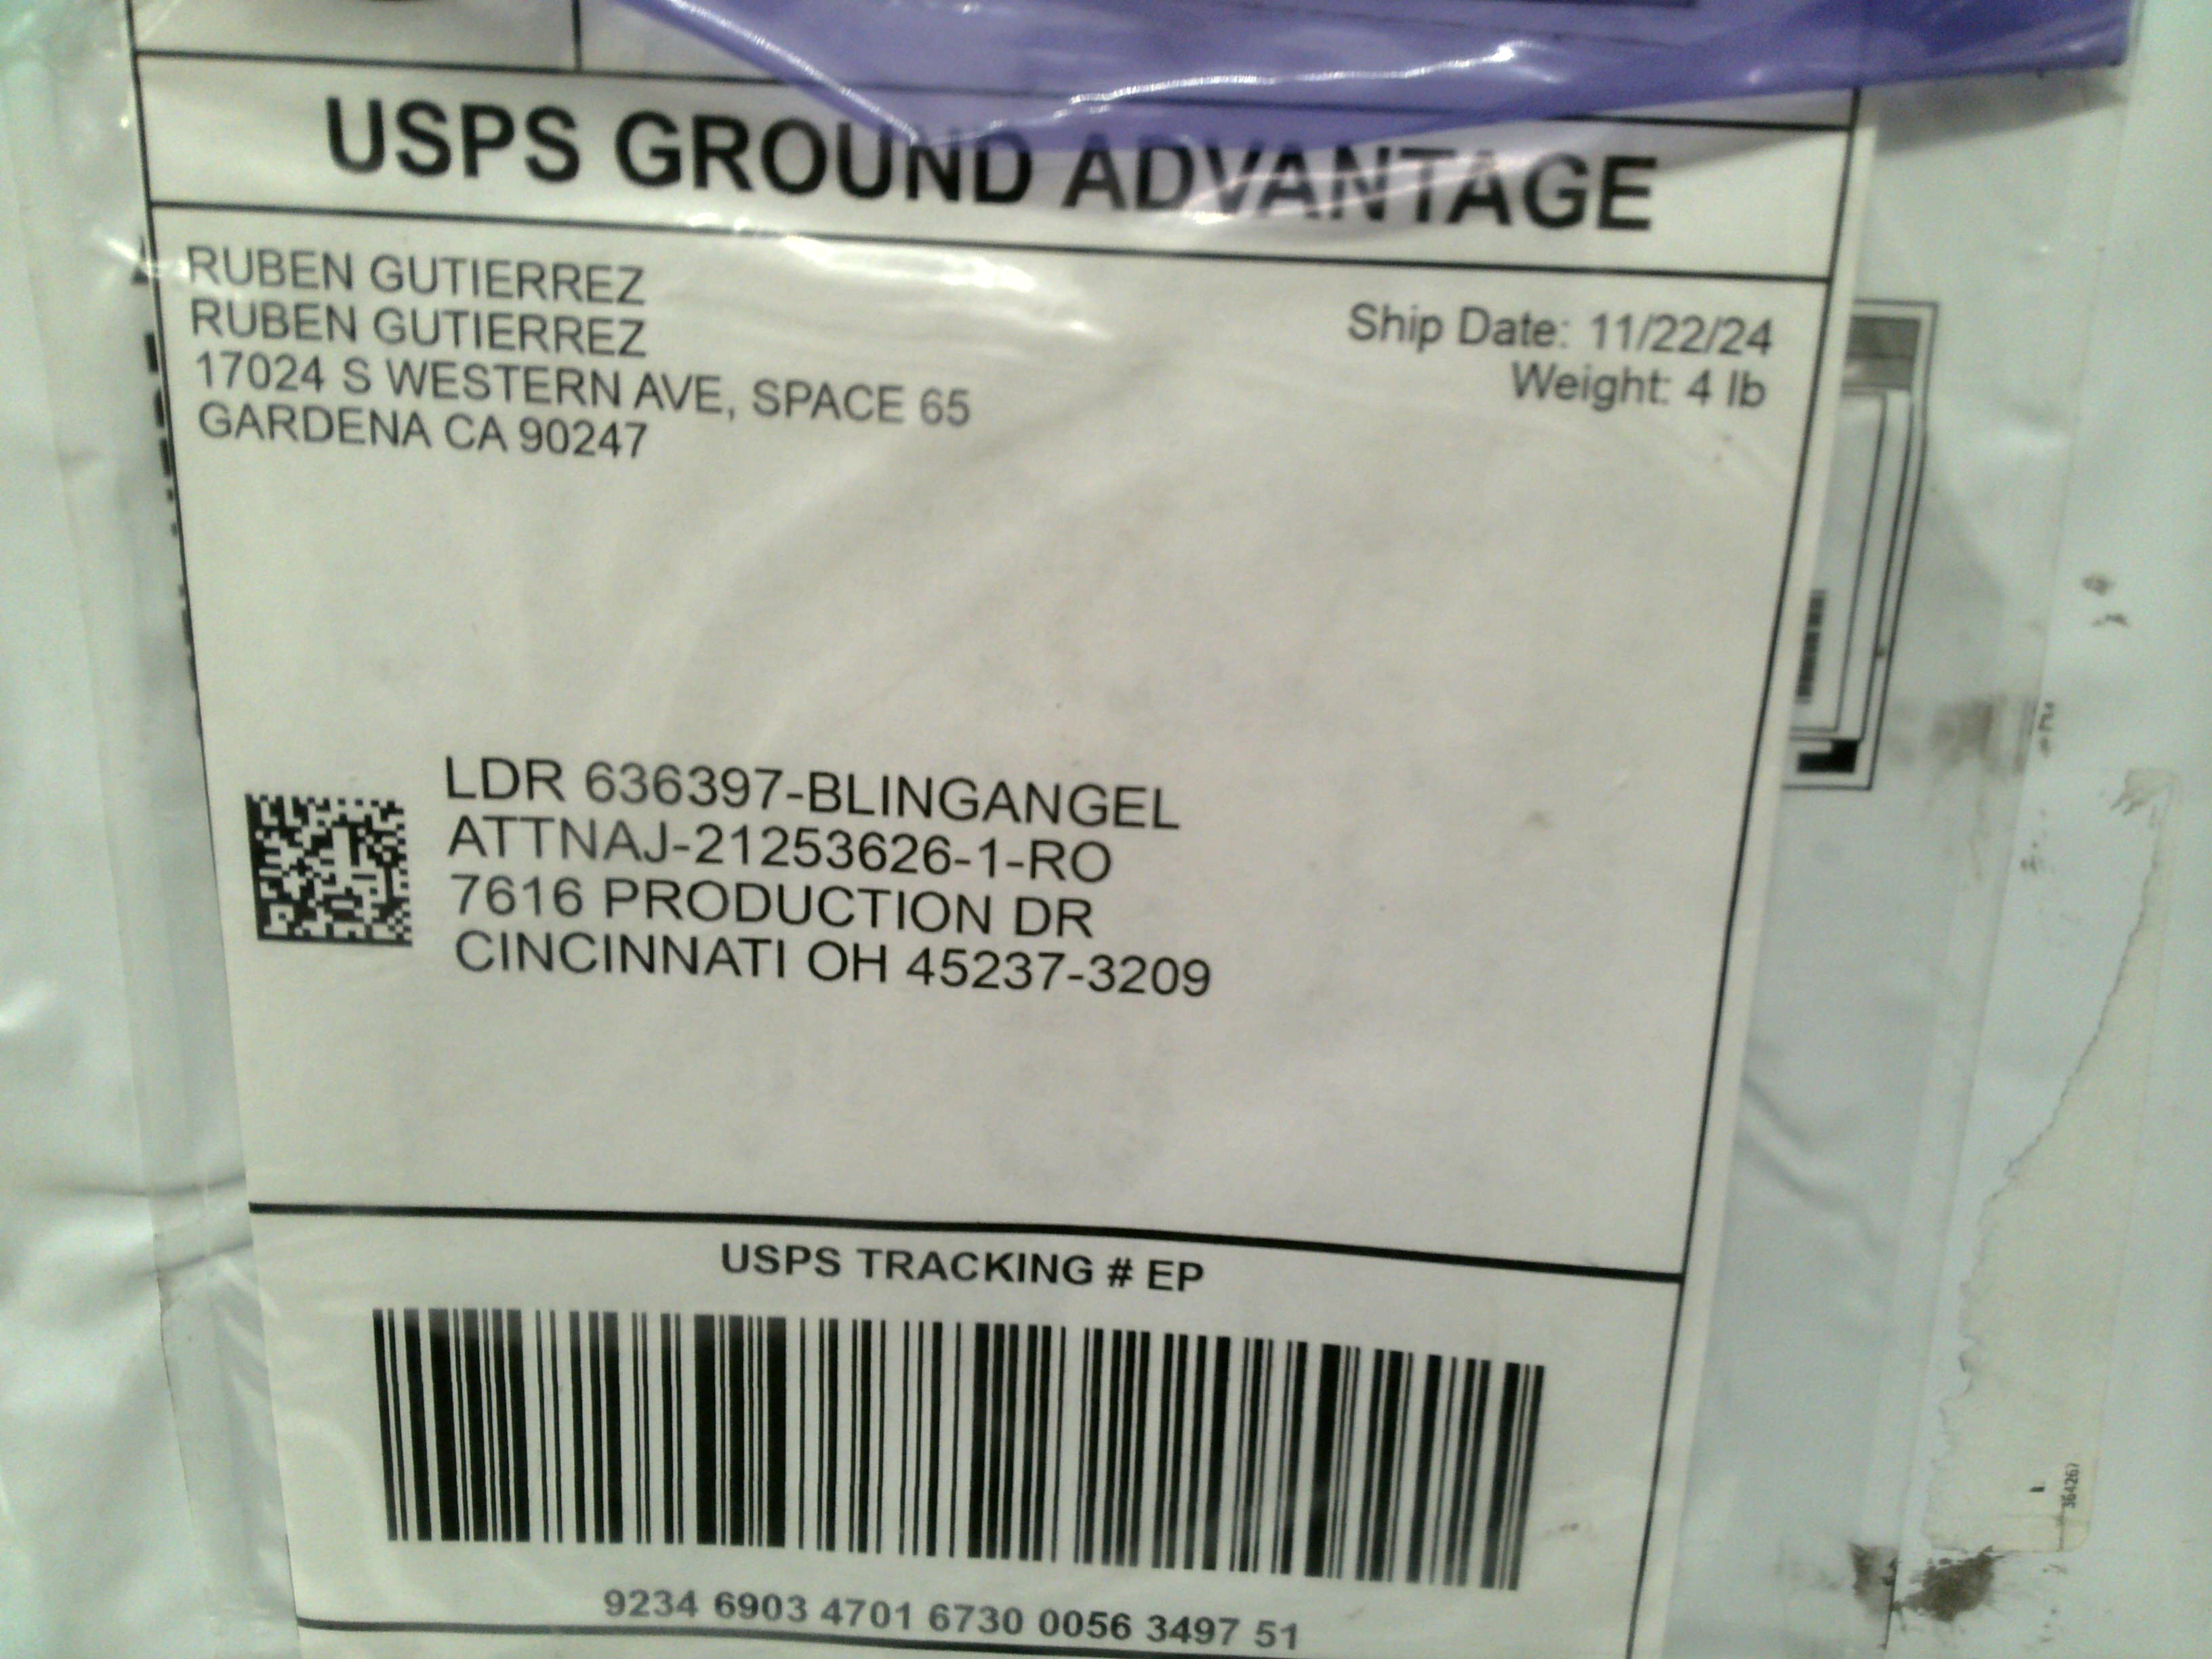 USPS GROUND ADVANTAGE
RUBEN GUTIERREZ
RUBEN GUTIERREZ
17024 S WESTERN AVE, SPACE 65
GARDENA CA 90247
Ship Date: 11/22/24
Weight: 4 lb
LDR 636397-BLINGANGEL
ATTNAJ-21253626-1-RO
7616 PRODUCTION DR
CINCINNATI OH 45237-3209
USPS TRACKING # EP
9234 6903 4701 6730 0056 3497 51
364267